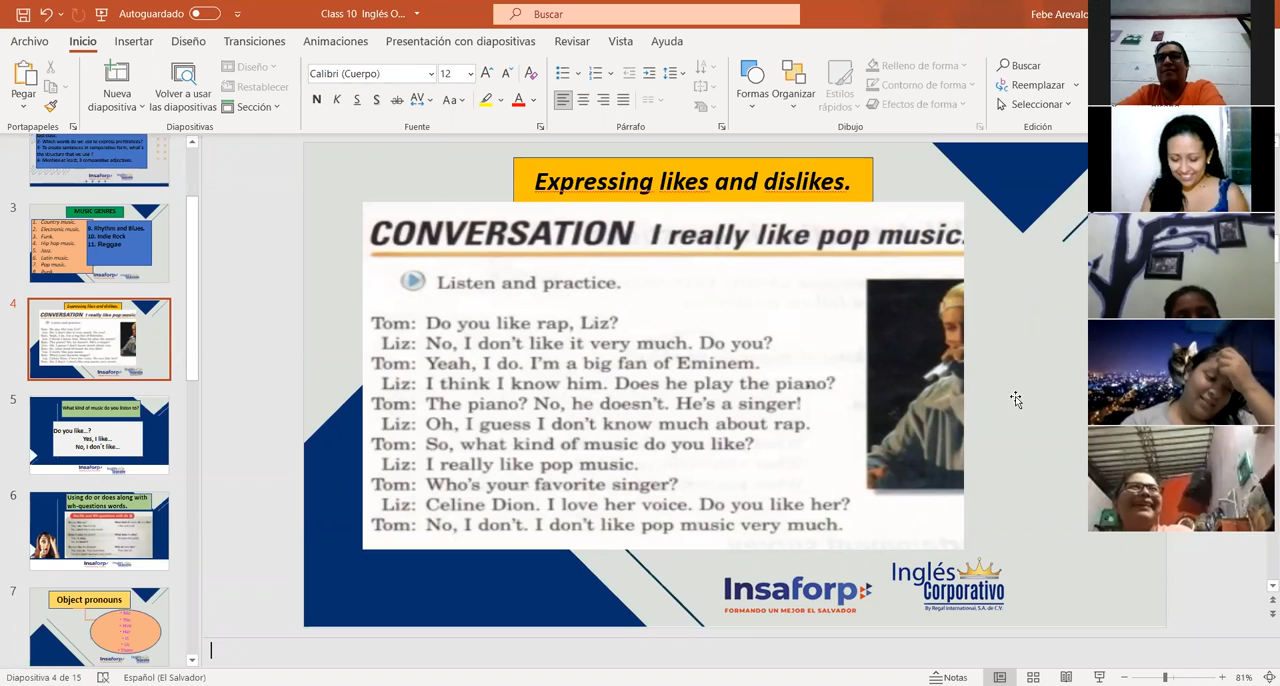 Autoguardado
Class 10 Inglés O...
Buscar
Febe Arevalo
Archivo Inicio Insertar Diseño Transiciones Animaciones Presentación con diapositivas Revisar Vista Ayuda
Pegar
Nueva diapositiva
Volver a usar las diapositivas
Diseño
Restablecer
Sección
Calibri (Cuerpo) 12
N K S S ab AV Aa A
Formas
Organizar
Estilos rápidos
Relleno de forma
Contorno de forma
Efectos de forma
Buscar
Reemplazar
Seleccionar
Portapapeles Diapositivas Fuente Párrafo Dibujo Edición
3
MUSIC GENRES
1. Country music.
2. Electronic music.
3. Funk.
4. Hip hop music.
5. Jazz.
6. Latin music.
7. Pop music.
8. Punk
9. Rhythm and Blues.
10. Indie Rock
11. Reggae
4
5
What kind of music do you listen to?
Do you like...?
Yes, I like...
No, I don´t like...
6
Using do or does along with wh-questions words.
7
Object pronouns
Expressing likes and dislikes.
CONVERSATION I really like pop music.
Listen and practice.
Tom: Do you like rap, Liz?
Liz: No, I don't like it very much. Do you?
Tom: Yeah, I do. I'm a big fan of Eminem.
Liz: I think I know him. Does he play the piano?
Tom: The piano? No, he doesn't. He's a singer!
Liz: Oh, I guess I don't know much about rap.
Tom: So, what kind of music do you like?
Liz: I really like pop music.
Tom: Who's your favorite singer?
Liz: Celine Dion. I love her voice. Do you like her?
Tom: No, I don't. I don't like pop music very much.
Insaforp
FORMANDO UN MEJOR EL SALVADOR
Inglés Corporativo
By Regal International, S.A. de C.V.
Diapositiva 4 de 15
Español (El Salvador)
Notas
81%